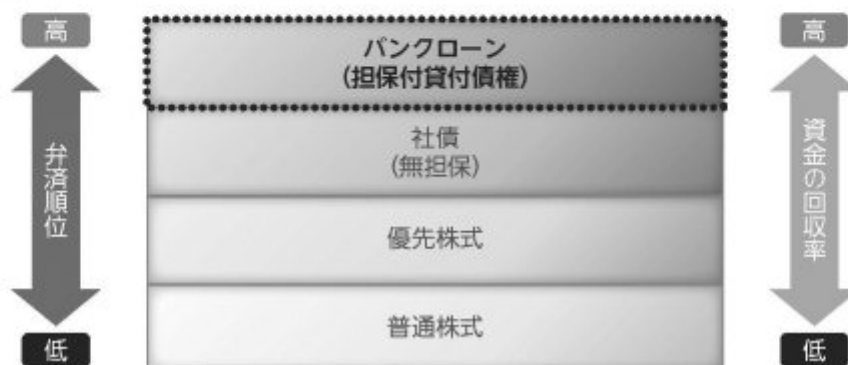 高
弁済順位
低
バンクローン
(担保付貸付債権)
社債
(無担保)
優先株式
普通株式
高
資金の回収率
低